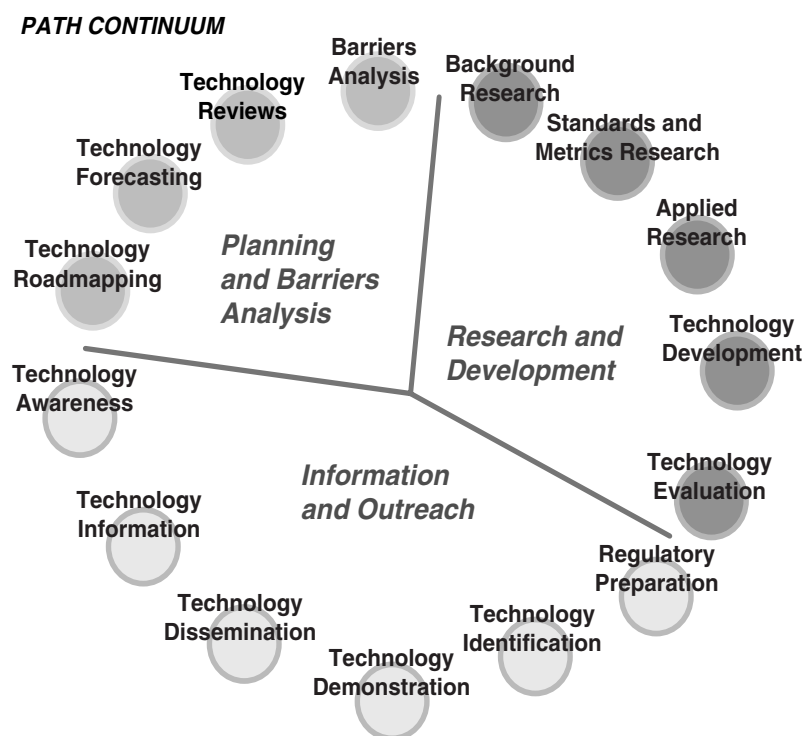 PATH CONTINUUM
Barriers
Analysis
Background
Research
Technology
Reviews
Standards and
Metrics Research
Technology
Forecasting
Applied
Research
Technology
Roadmapping
Planning
and Barriers
Analysis
Research and
Development
Technology
Development
Technology
Awareness
Information
and Outreach
Technology
Evaluation
Technology
Information
Regulatory
Preparation
Technology
Dissemination
Technology
Identification
Technology
Demonstration